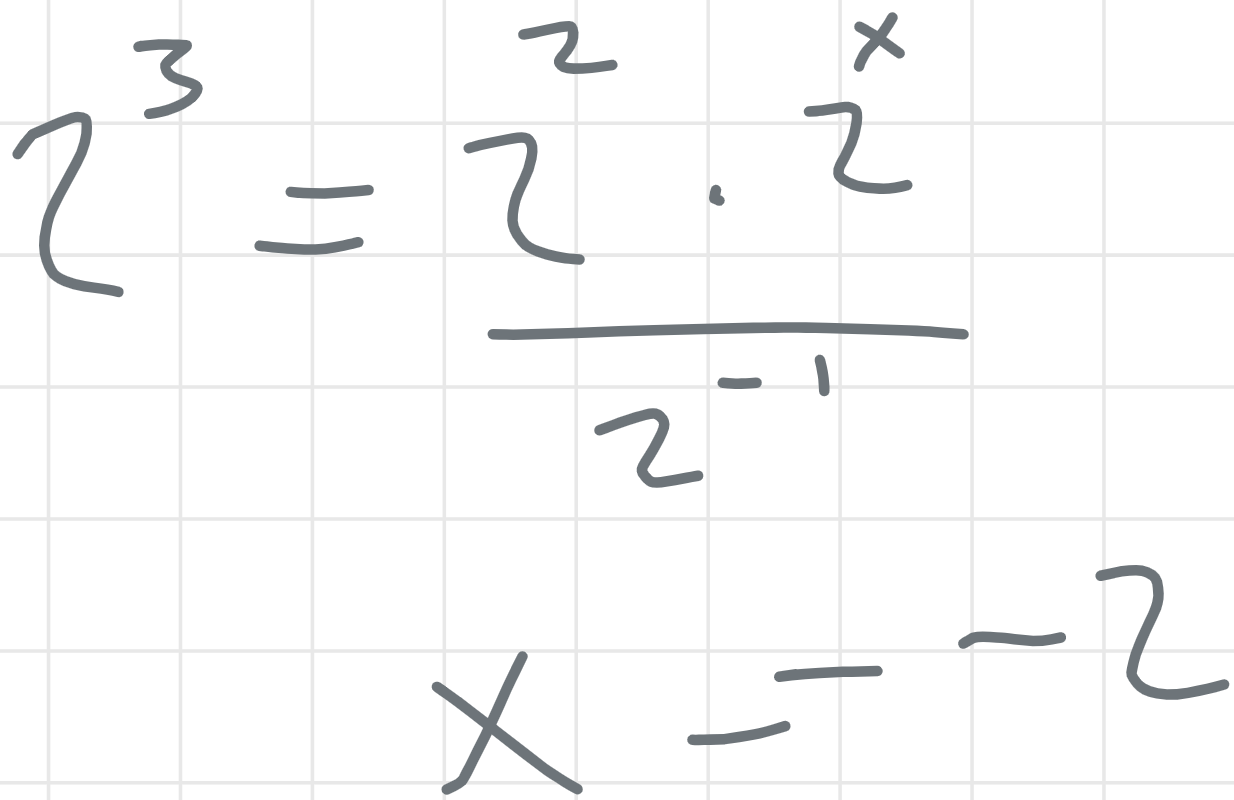 2³ = 2² · 2ˣ
2⁻¹
x = -2